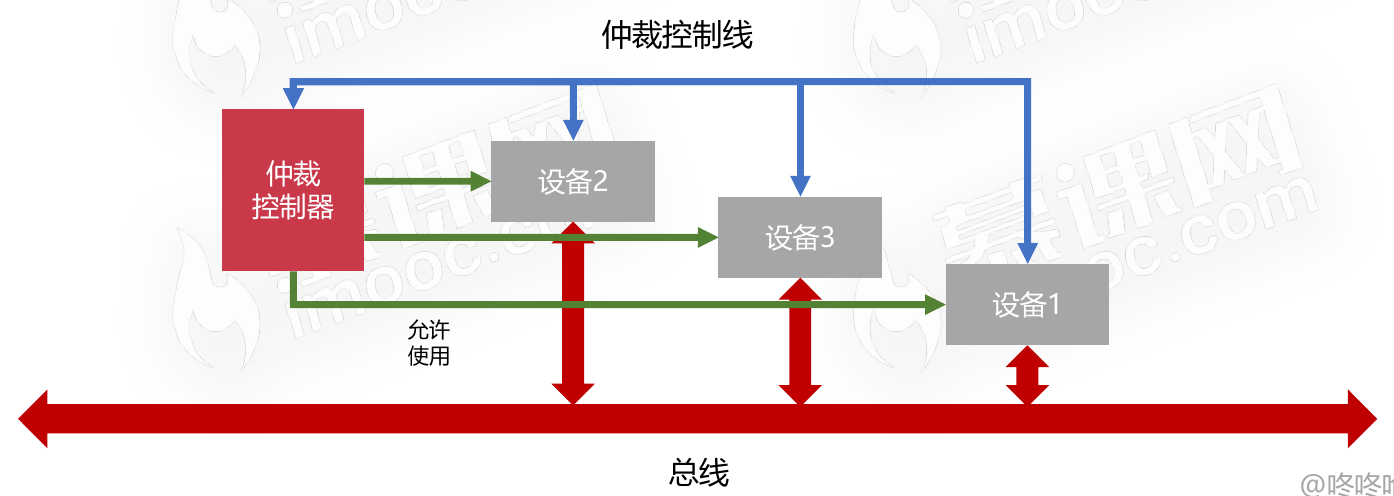 仲裁控制线
仲裁
控制器
设备2
设备3
设备1
允许
使用
总线
慕课网
imooc.com
imooc
imooc
@咚咚